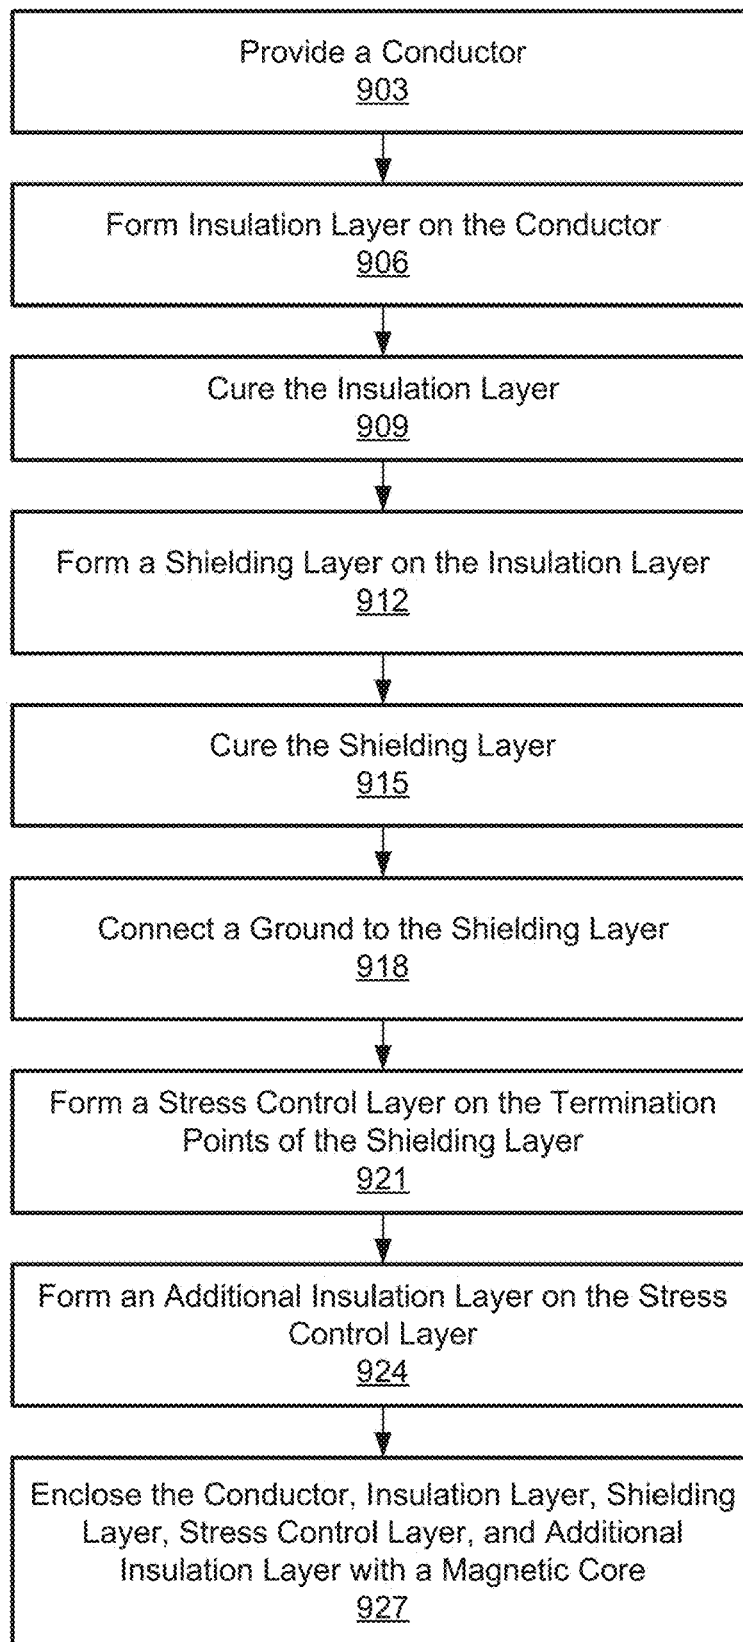 Provide a Conductor
903
Form Insulation Layer on the Conductor
906
Cure the Insulation Layer
909
Form a Shielding Layer on the Insulation Layer
912
Cure the Shielding Layer
915
Connect a Ground to the Shielding Layer
918
Form a Stress Control Layer on the Termination
Points of the Shielding Layer
921
Form an Additional Insulation Layer on the Stress
Control Layer
924
Enclose the Conductor, Insulation Layer, Shielding
Layer, Stress Control Layer, and Additional
Insulation Layer with a Magnetic Core
927